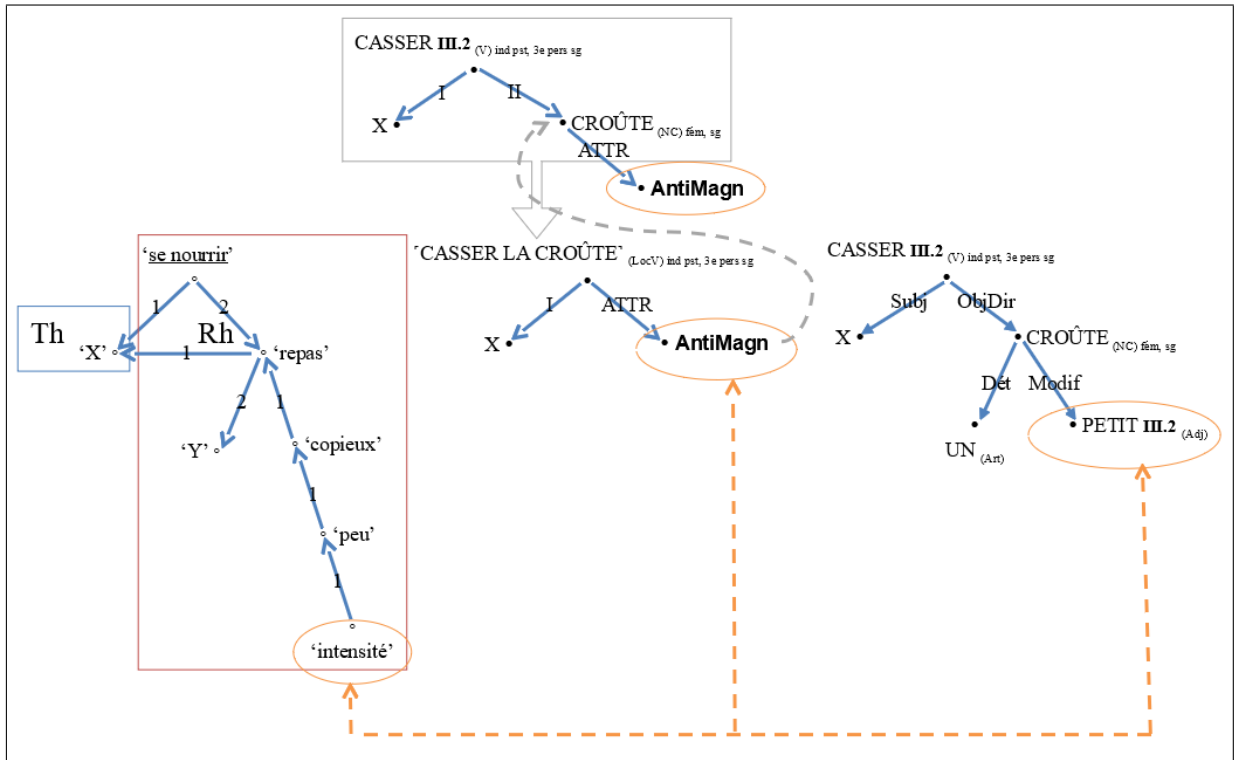 CASSER III.2 (V) ind pst, 3e pers sg
I
II
X
CROÛTE (NC) fém, sg
ATTR
AntiMagn
‘se nourrir’
1
2
Th
Rh
‘X’
1
‘repas’
2
1
‘Y’
‘copieux’
1
‘peu’
1
‘intensité’
⌜CASSER LA CROÛTE⌝ (LocV) ind pst, 3e pers sg
I
ATTR
X
AntiMagn
CASSER III.2 (V) ind pst, 3e pers sg
Subj
ObjDir
X
CROÛTE (NC) fém, sg
Dét
Modif
UN (Art)
PETIT III.2 (Adj)